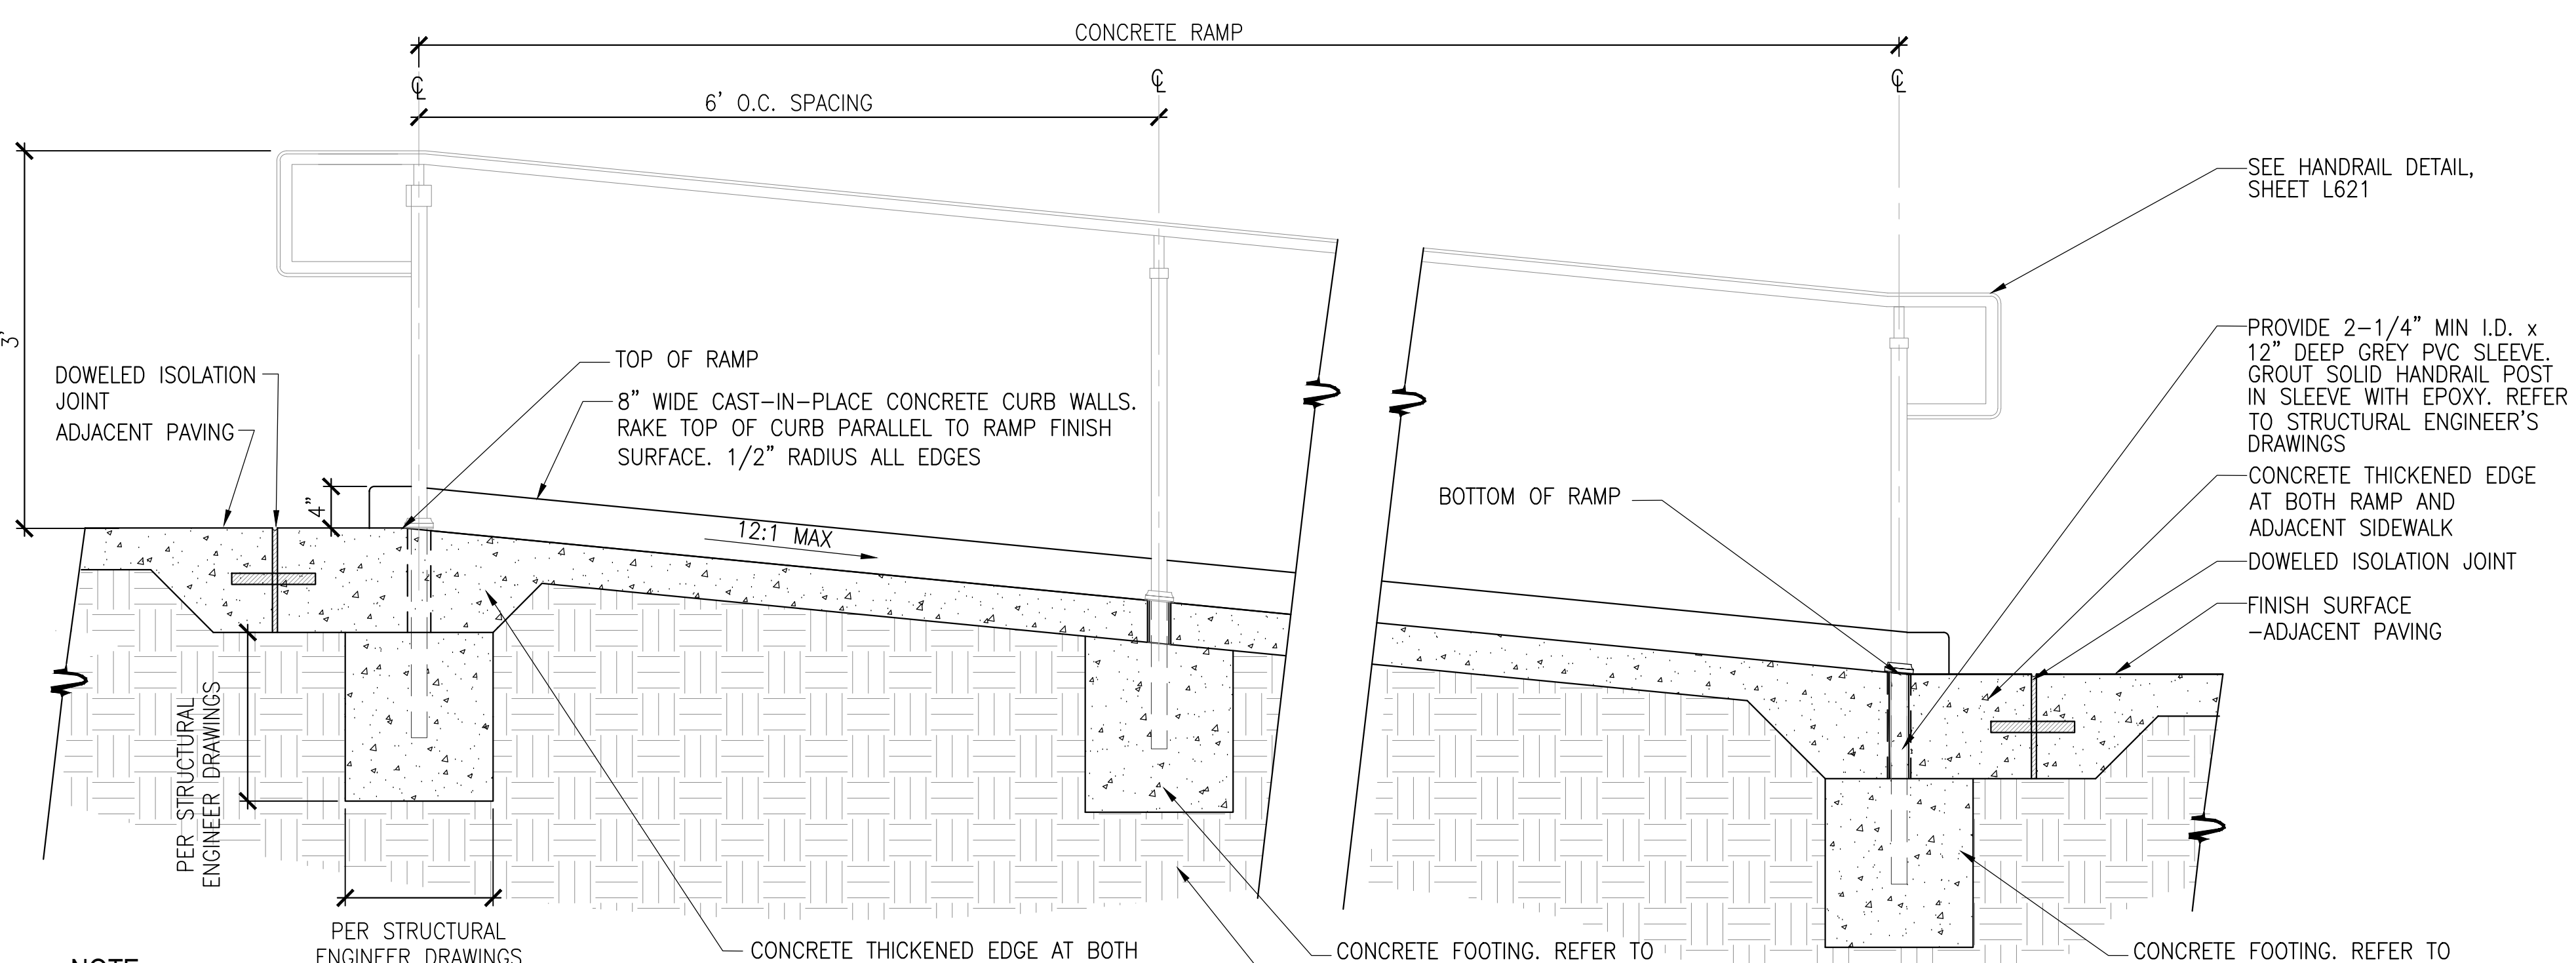 CONCRETE RAMP
℄
℄
℄
6' O.C. SPACING
3'
SEE HANDRAIL DETAIL,
SHEET L621
TOP OF RAMP
8" WIDE CAST-IN-PLACE CONCRETE CURB WALLS.
RAKE TOP OF CURB PARALLEL TO RAMP FINISH
SURFACE. 1/2" RADIUS ALL EDGES
DOWELED ISOLATION
JOINT
ADJACENT PAVING
4"
12:1 MAX
BOTTOM OF RAMP
PROVIDE 2-1/4" MIN I.D. x
12" DEEP GREY PVC SLEEVE.
GROUT SOLID HANDRAIL POST
IN SLEEVE WITH EPOXY. REFER
TO STRUCTURAL ENGINEER'S
DRAWINGS
CONCRETE THICKENED EDGE
AT BOTH RAMP AND
ADJACENT SIDEWALK
DOWELED ISOLATION JOINT
FINISH SURFACE
-ADJACENT PAVING
PER STRUCTURAL
ENGINEER DRAWINGS
PER STRUCTURAL
ENGINEER DRAWINGS
CONCRETE THICKENED EDGE AT BOTH
CONCRETE FOOTING. REFER TO
CONCRETE FOOTING. REFER TO
NOTE